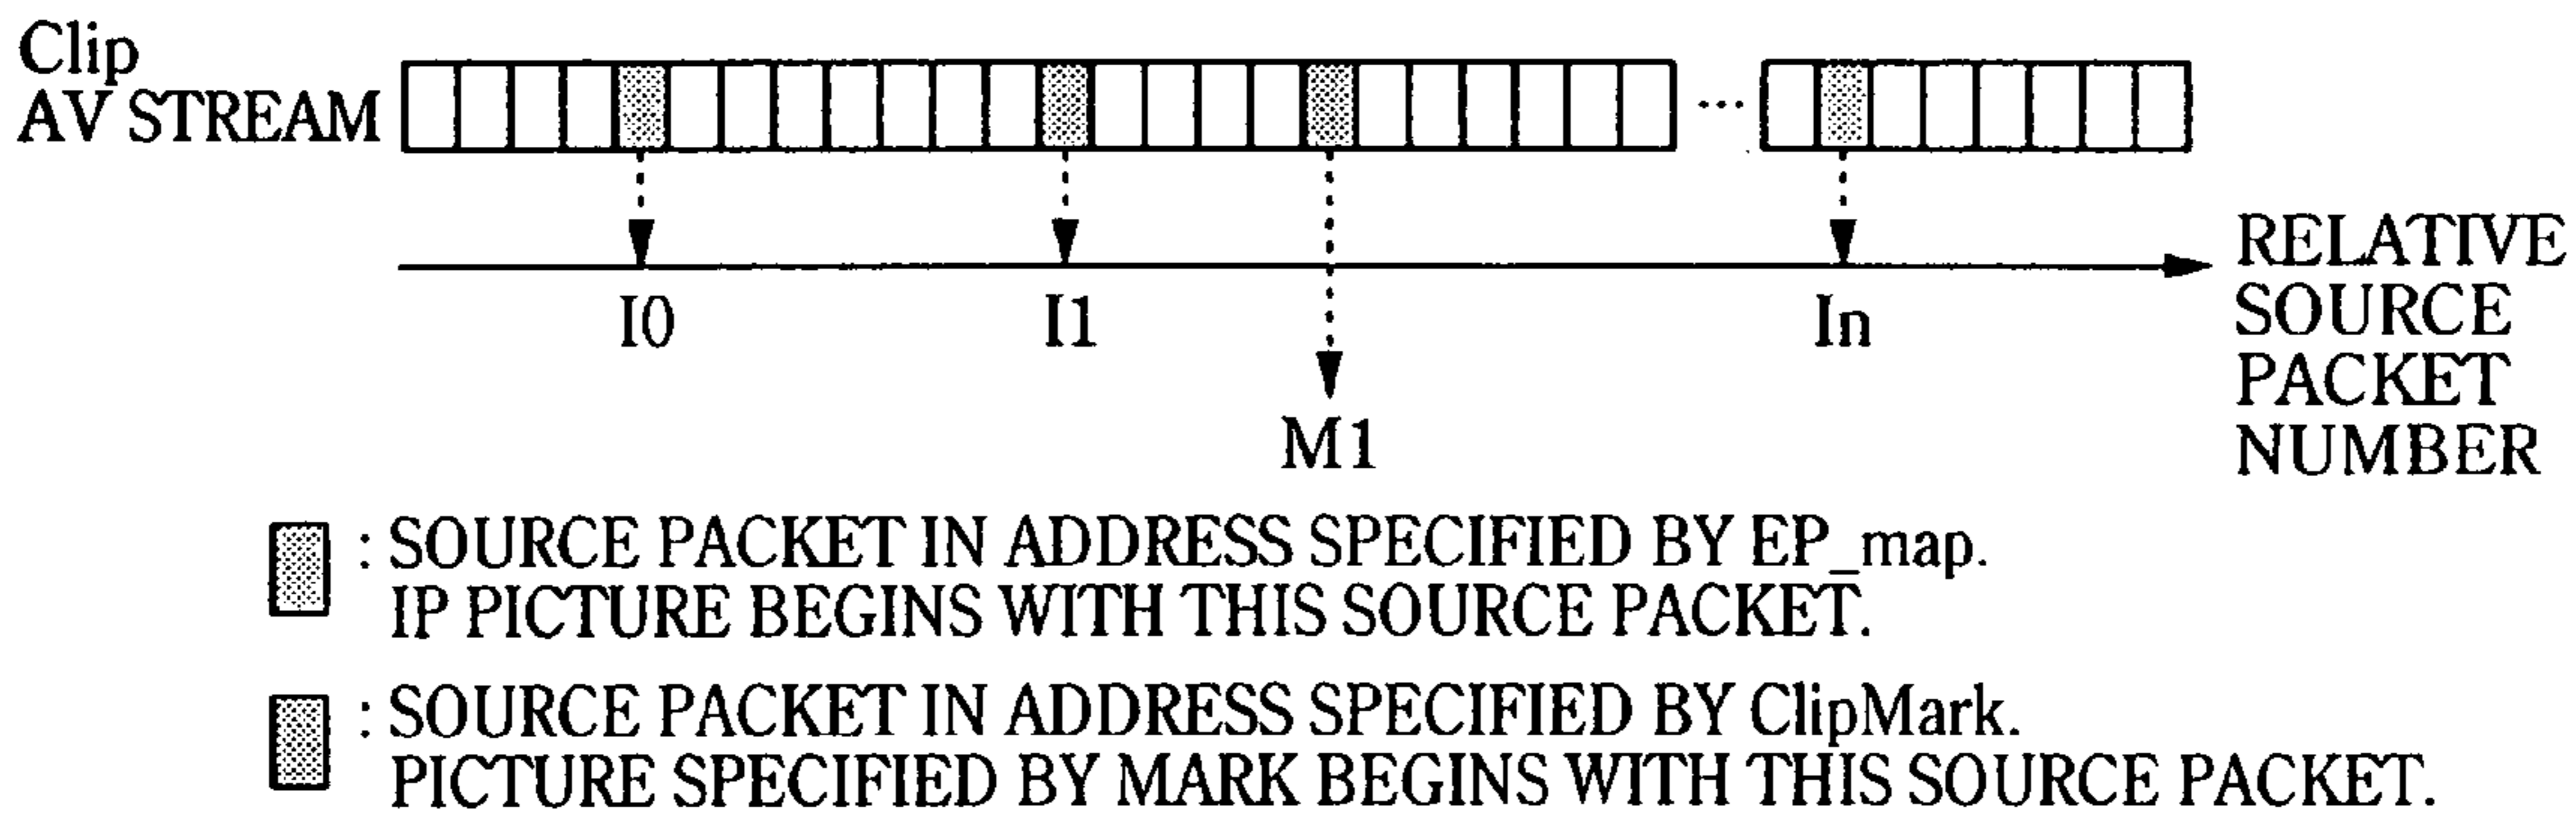 Clip
AV STREAM
...
I0
I1
In
M1
RELATIVE
SOURCE
PACKET
NUMBER
: SOURCE PACKET IN ADDRESS SPECIFIED BY EP_map.
IP PICTURE BEGINS WITH THIS SOURCE PACKET.
: SOURCE PACKET IN ADDRESS SPECIFIED BY ClipMark.
PICTURE SPECIFIED BY MARK BEGINS WITH THIS SOURCE PACKET.